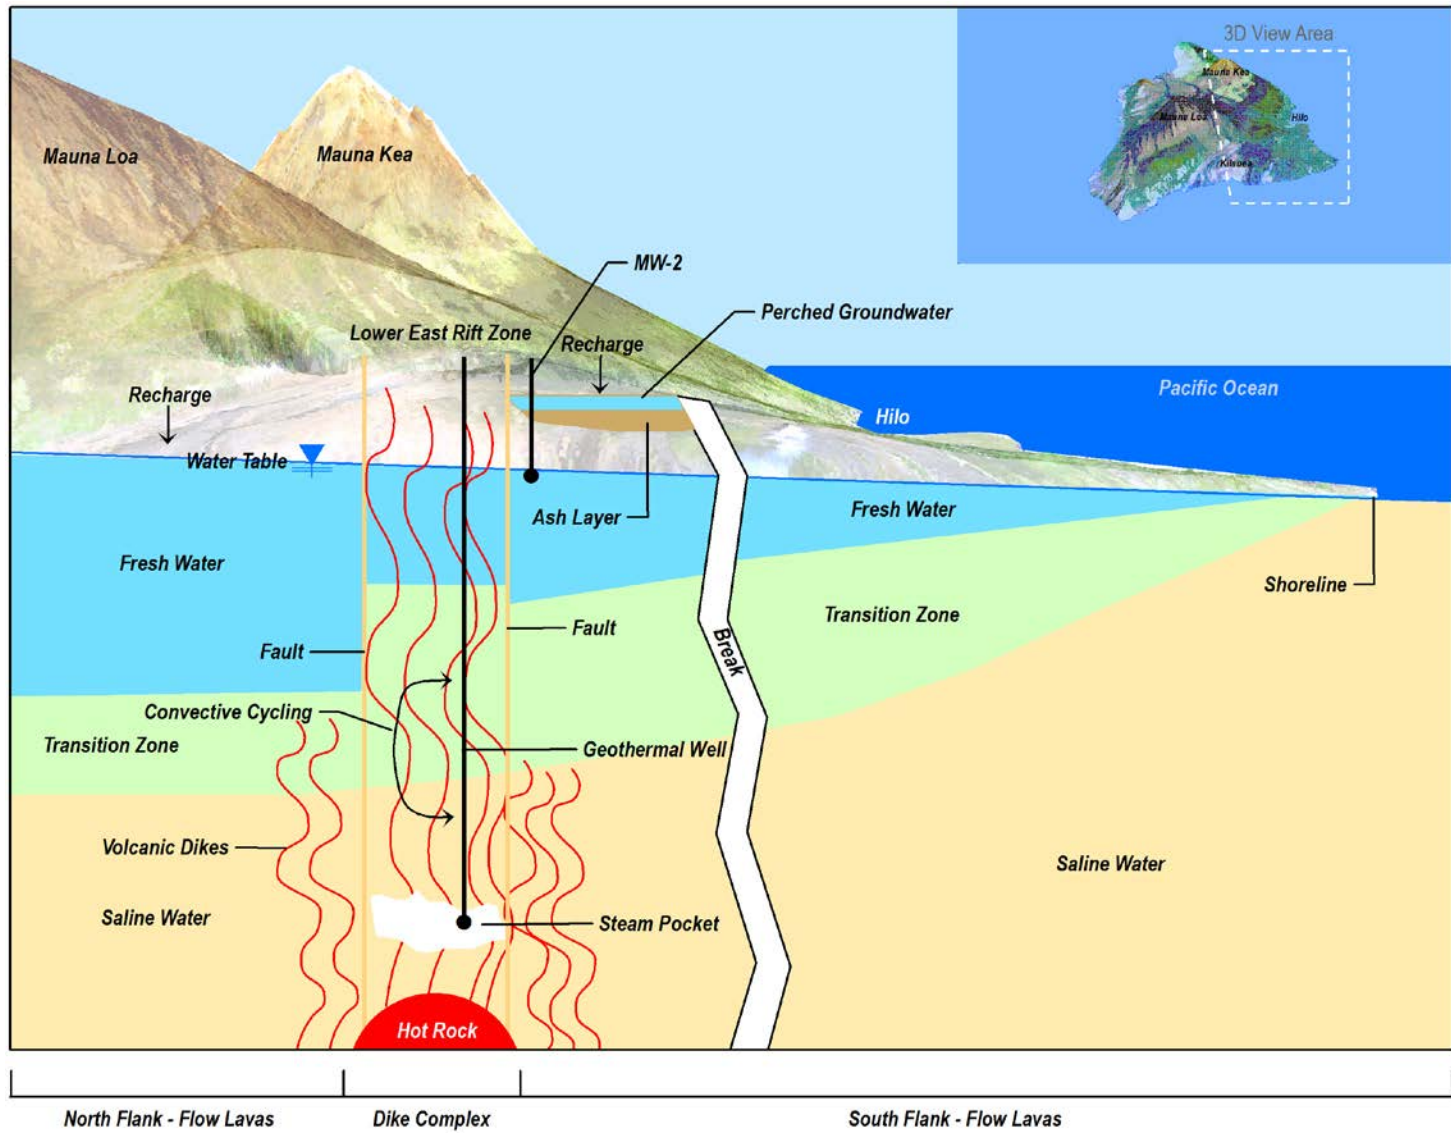 3D View Area
Mauna Kea
Mauna Loa
Hilo
Kilauea
Mauna Loa
Mauna Kea
MW-2
Perched Groundwater
Lower East Rift Zone
Recharge
Pacific Ocean
Recharge
Hilo
Water Table
Ash Layer
Fresh Water
Fresh Water
Shoreline
Transition Zone
Fault
Fault
Break
Convective Cycling
Transition Zone
Geothermal Well
Volcanic Dikes
Saline Water
Saline Water
Steam Pocket
Hot Rock
North Flank - Flow Lavas
Dike Complex
South Flank - Flow Lavas